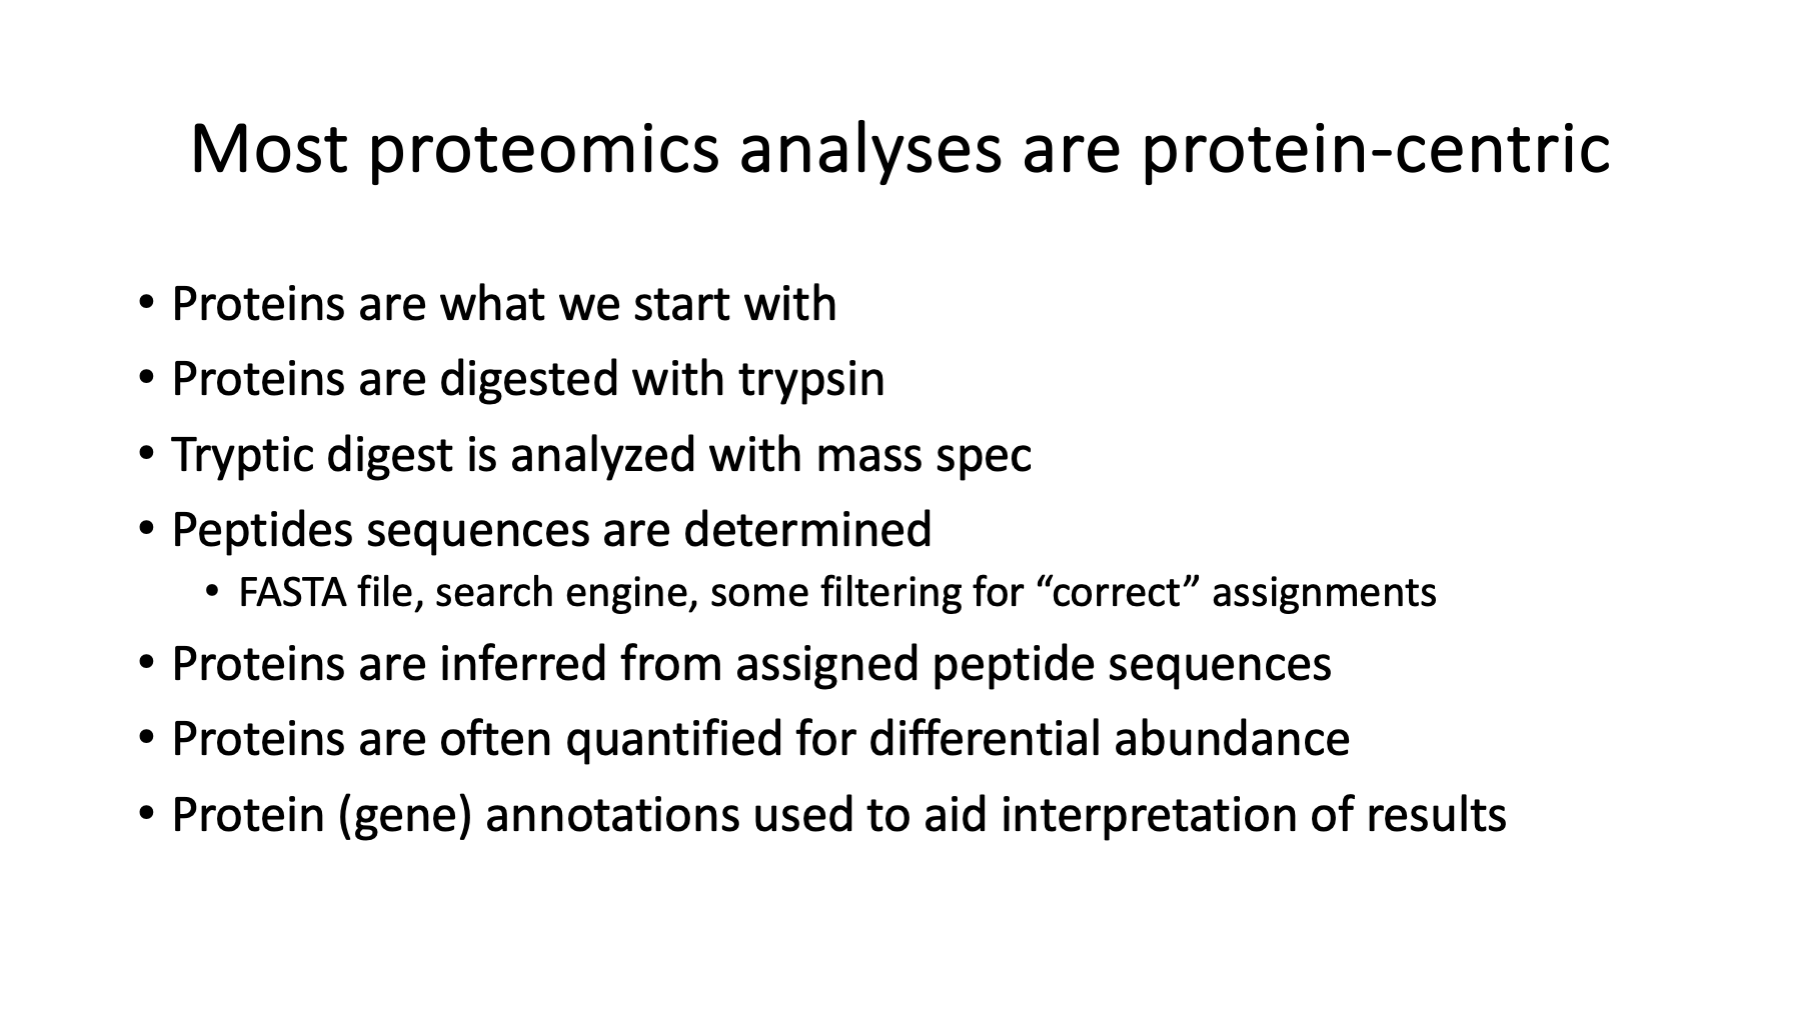 Most proteomics analyses are protein-centric
• Proteins are what we start with
• Proteins are digested with trypsin
• Tryptic digest is analyzed with mass spec
• Peptides sequences are determined
• FASTA file, search engine, some filtering for “correct” assignments
• Proteins are inferred from assigned peptide sequences
• Proteins are often quantified for differential abundance
• Protein (gene) annotations used to aid interpretation of results